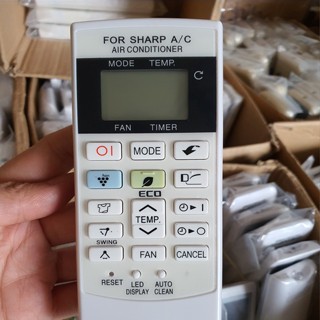 FOR SHARP A/C
AIR CONDITIONER
MODE TEMP.
FAN TIMER
MODE
ECO
TEMP.
SWING
FAN CANCEL
RESET LED DISPLAY AUTO CLEAN